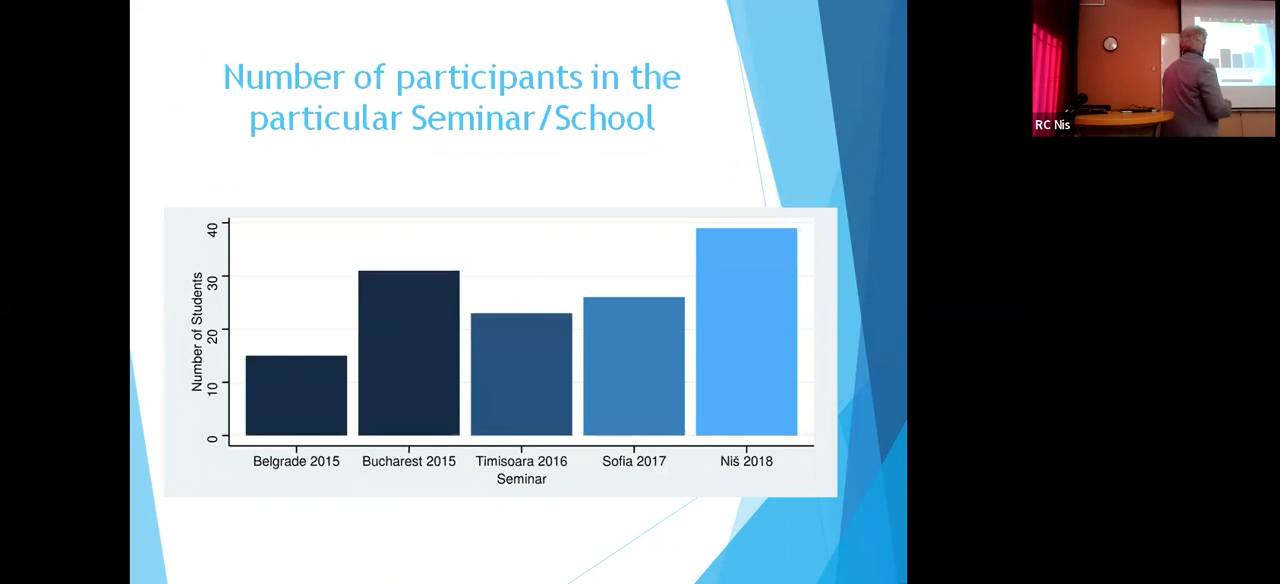 Number of participants in the
particular Seminar/School
RC Nis
Number of Students
40
30
20
10
0
Belgrade 2015 Bucharest 2015 Timisoara 2016 Sofia 2017 Niš 2018
Seminar